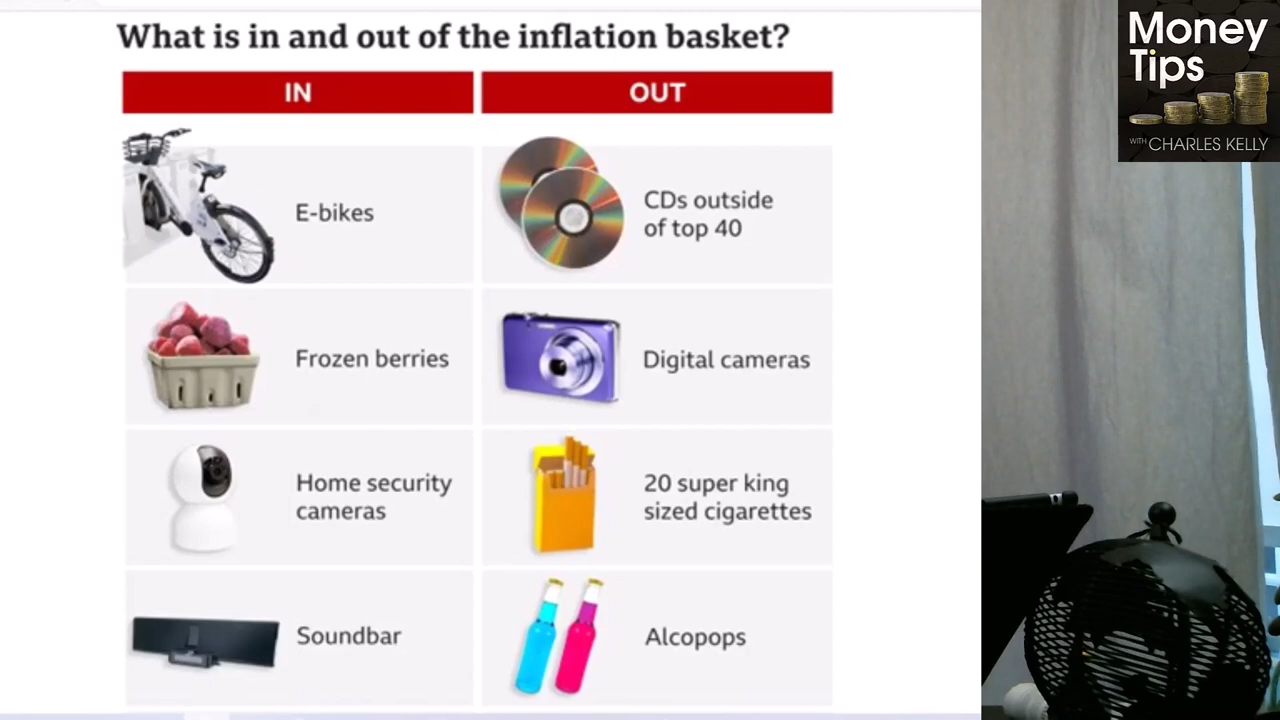 What is in and out of the inflation basket?
IN
OUT
E-bikes
CDs outside
of top 40
Frozen berries
Digital cameras
Home security
cameras
20 super king
sized cigarettes
Soundbar
Alcopops
Money
Tips
WITH CHARLES KELLY